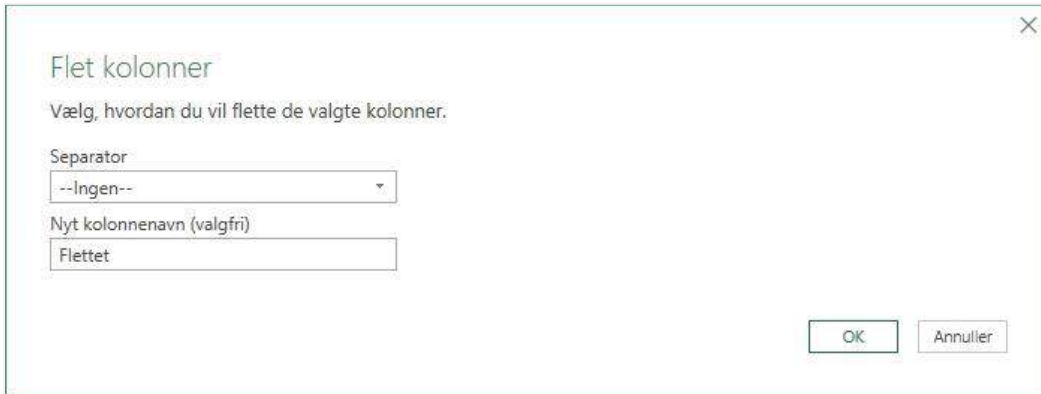 Flet kolonner
Vælg, hvordan du vil flette de valgte kolonner.
Separator
--Ingen--
Nyt kolonnenavn (valgfri)
Flettet
OK Annuller